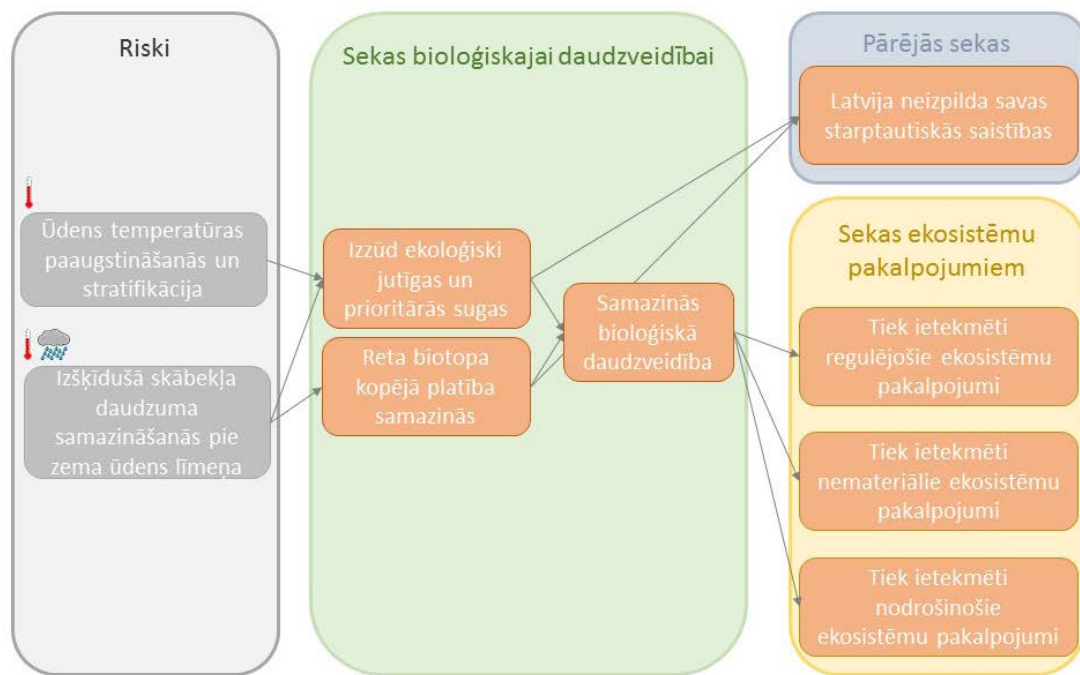 Riski
Ūdens temperatūras
paaugstināšanās un
stratifikācija
Izšķīdušā skābekļa
daudzuma
samazināšanās pie
zema ūdens līmeņa
Sekas bioloģiskajai daudzveidībai
Izzūd ekoloģiski
jutīgas un
prioritārās sugas
Reta biotopa
kopējā platība
samazinās
Samazinās
bioloģiskā
daudzveidība
Pārējās sekas
Latvija neizpilda savas
starptautiskās saistības
Sekas ekosistēmu
pakalpojumiem
Tiek ietekmēti
regulējošie ekosistēmu
pakalpojumi
Tiek ietekmēti
nemateriālie ekosistēmu
pakalpojumi
Tiek ietekmēti
nodrošinošie
ekosistēmu pakalpojumi